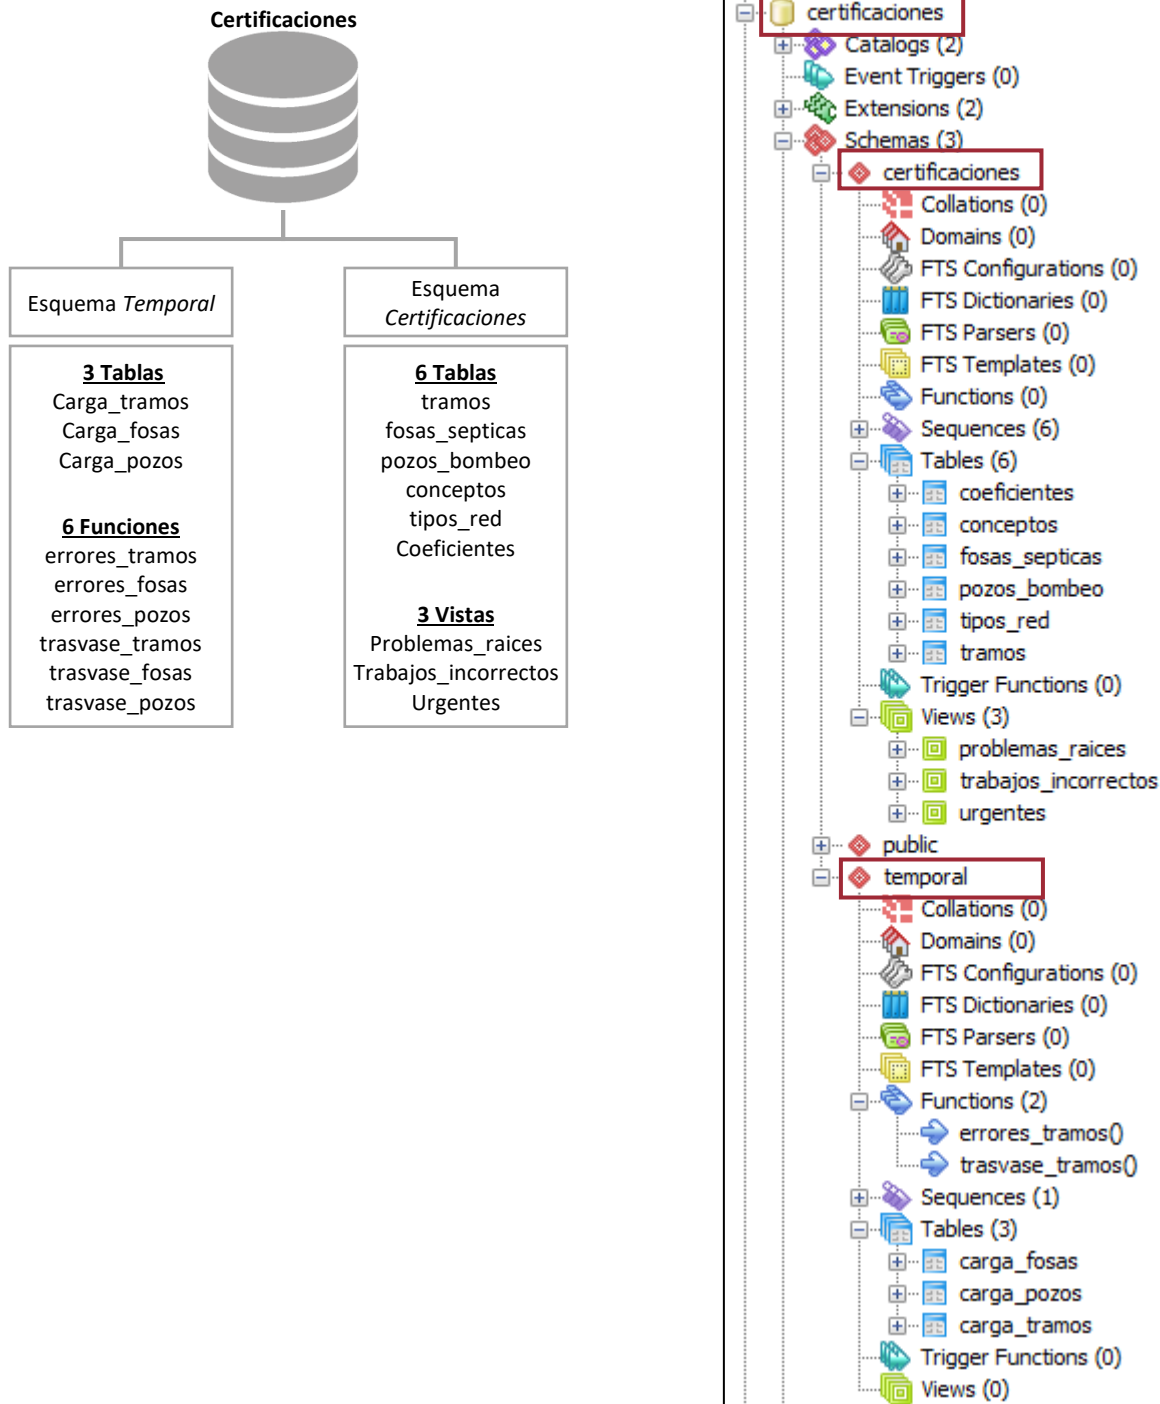 Certificaciones
Esquema Temporal
3 Tablas
Carga_tramos
Carga_fosas
Carga_pozos
6 Funciones
errores_tramos
errores_fosas
errores_pozos
trasvase_tramos
trasvase_fosas
trasvase_pozos
Esquema
Certificaciones
6 Tablas
tramos
fosas_septicas
pozos_bombeo
conceptos
tipos_red
Coeficientes
3 Vistas
Problemas_raices
Trabajos_incorrectos
Urgentes
certificaciones
Catalogs (2)
Event Triggers (0)
Extensions (2)
Schemas (3)
certificaciones
Collations (0)
Domains (0)
FTS Configurations (0)
FTS Dictionaries (0)
FTS Parsers (0)
FTS Templates (0)
Functions (0)
Sequences (6)
Tables (6)
coeficientes
conceptos
fosas_septicas
pozos_bombeo
tipos_red
tramos
Trigger Functions (0)
Views (3)
problemas_raices
trabajos_incorrectos
urgentes
public
temporal
Collations (0)
Domains (0)
FTS Configurations (0)
FTS Dictionaries (0)
FTS Parsers (0)
FTS Templates (0)
Functions (2)
errores_tramos()
trasvase_tramos()
Sequences (1)
Tables (3)
carga_fosas
carga_pozos
carga_tramos
Trigger Functions (0)
Views (0)